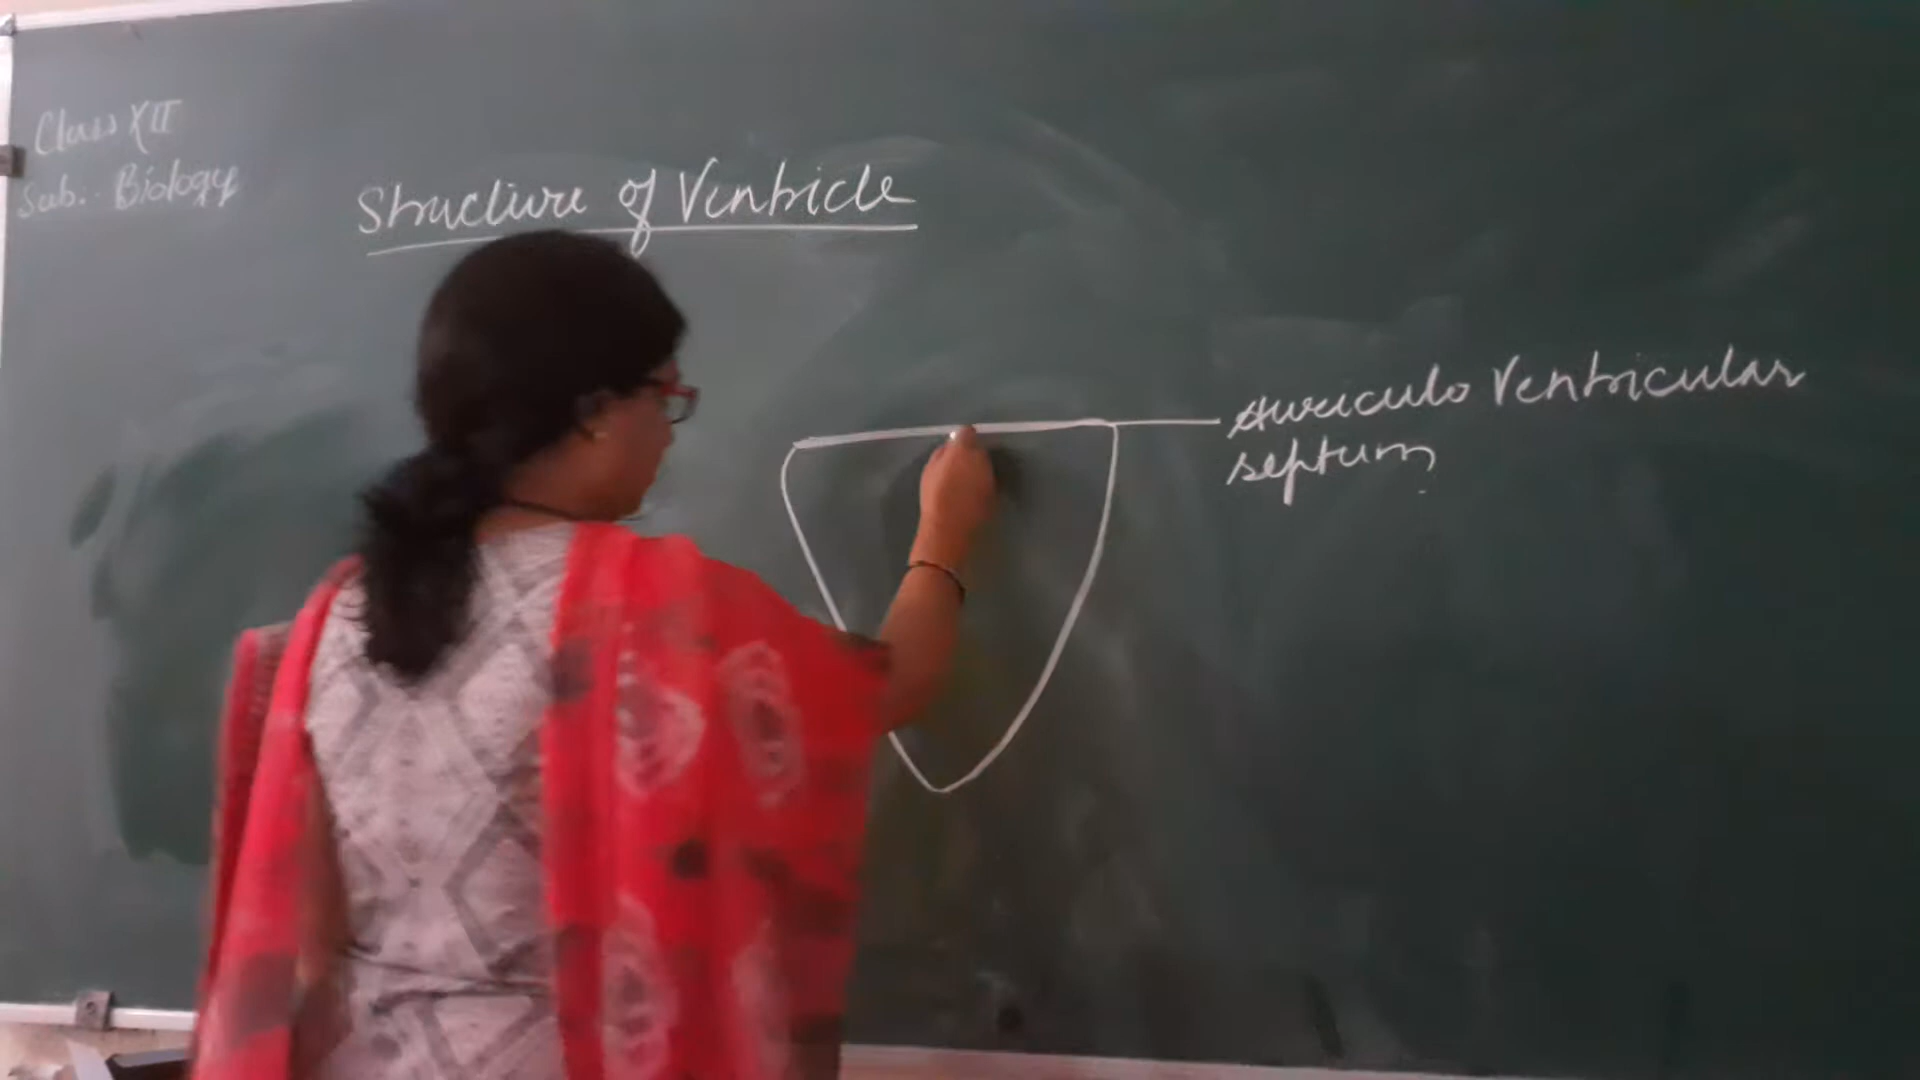 Class XII
Sub.. Biology
Structure of Ventricle
Auriculo Ventricular
septum